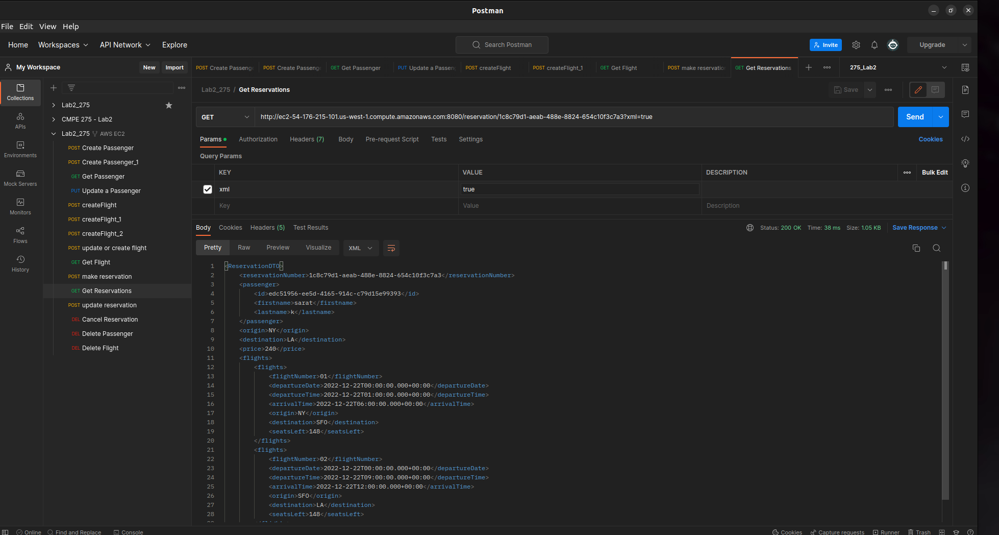 Postman
File Edit View Help
Home Workspaces API Network Explore Search Postman Invite Upgrade
My Workspace New Import
POST Create Passeng POST Create Passeng GET Get Passenger PUT Update a Passen POST createFlight POST createFlight_1 GET Get Flight POST make reservatio GET Get Reservations 275_Lab2
Collections
APIs
Environments
Mock Servers
Monitors
Flows
History
Lab2_275
CMPE 275 - Lab2
Lab2_275 AWS EC2
POST Create Passenger
POST Create Passenger_1
GET Get Passenger
PUT Update a Passenger
POST createFlight
POST createFlight_1
POST createFlight_2
POST update or create flight
GET Get Flight
POST make reservation
GET Get Reservations
POST update reservation
DEL Cancel Reservation
DEL Delete Passenger
DEL Delete Flight
Lab2_275 / Get Reservations Save
GET http://ec2-54-176-215-101.us-west-1.compute.amazonaws.com:8080/reservation/1c8c79d1-aeab-488e-8824-654c10f3c7a3?xml=true Send
Params Authorization Headers (7) Body Pre-request Script Tests Settings Cookies
Query Params
KEY VALUE DESCRIPTION Bulk Edit
xml true
Key Value Description
Body Cookies Headers (5) Test Results Status: 200 OK Time: 38 ms Size: 1.05 KB Save Response
Pretty Raw Preview Visualize XML
1 <ReservationDTO>
2 <reservationNumber>1c8c79d1-aeab-488e-8824-654c10f3c7a3</reservationNumber>
3 <passenger>
4 <id>edc51956-ee5d-4165-914c-c79d15e99393</id>
5 <firstname>sarat</firstname>
6 <lastname>k</lastname>
7 </passenger>
8 <origin>NY</origin>
9 <destination>LA</destination>
10 <price>240</price>
11 <flights>
12 <flights>
13 <flightNumber>01</flightNumber>
14 <departureDate>2022-12-22T00:00:00.000+00:00</departureDate>
15 <departureTime>2022-12-22T01:00:00.000+00:00</departureTime>
16 <arrivalTime>2022-12-22T06:00:00.000+00:00</arrivalTime>
17 <origin>NY</origin>
18 <destination>SFO</destination>
19 <seatsLeft>148</seatsLeft>
20 </flights>
21 <flights>
22 <flightNumber>02</flightNumber>
23 <departureDate>2022-12-22T00:00:00.000+00:00</departureDate>
24 <departureTime>2022-12-22T09:00:00.000+00:00</departureTime>
25 <arrivalTime>2022-12-22T12:00:00.000+00:00</arrivalTime>
26 <origin>SFO</origin>
27 <destination>LA</destination>
28 <seatsLeft>148</seatsLeft>
Online Find and Replace Console Cookies Capture requests Runner Trash